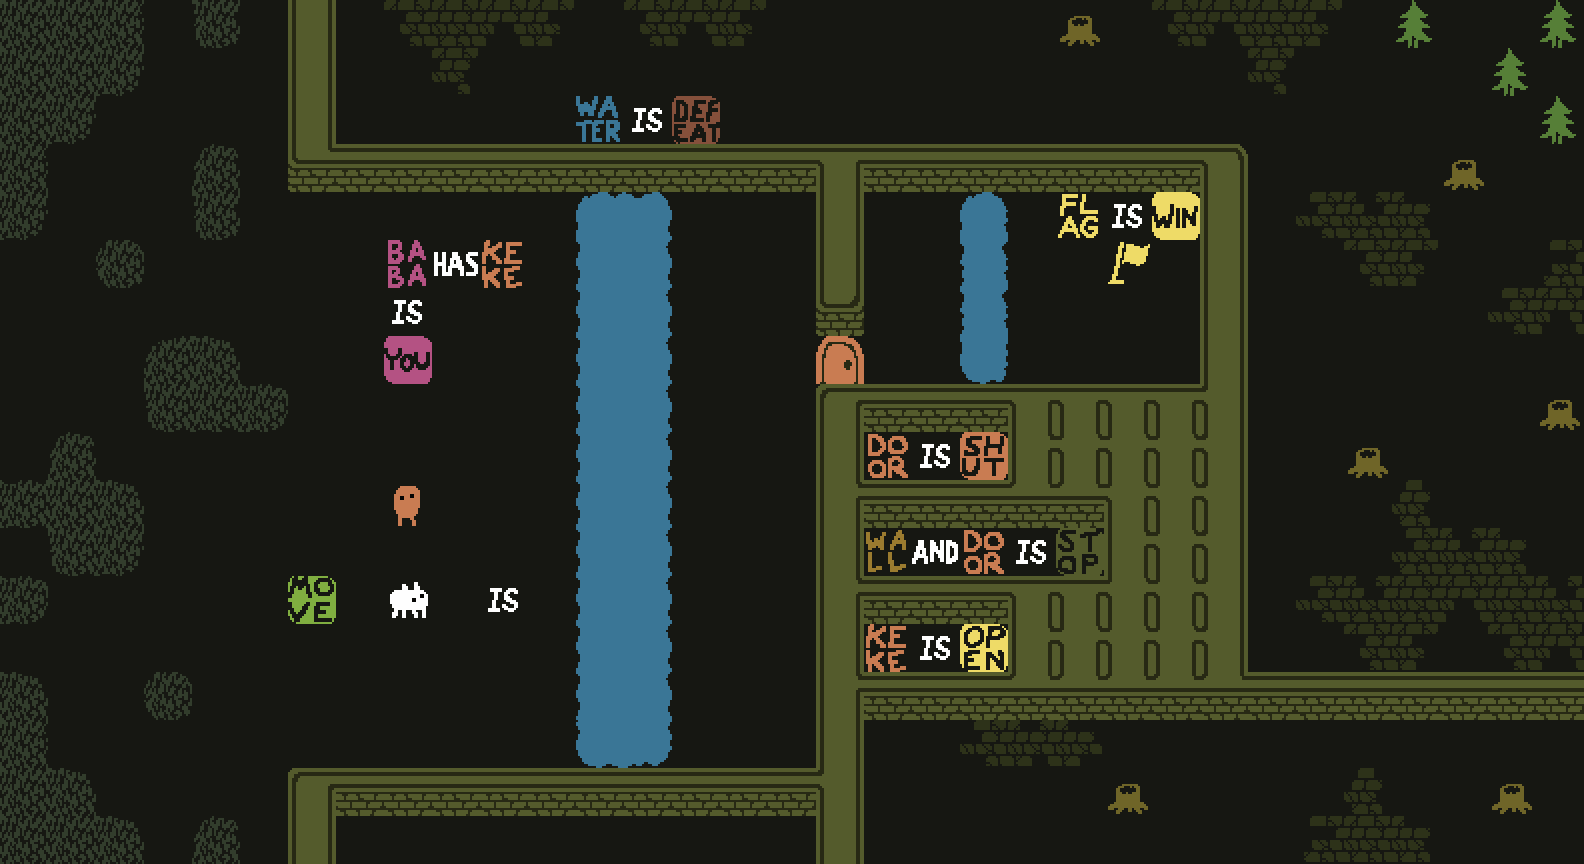 WATER IS DEFEAT
FLAG IS WIN
BABA HAS KEKE
IS
YOU
DOOR IS SHUT
WALL AND DOOR IS STOP
MOVE IS
KEKE IS OPEN